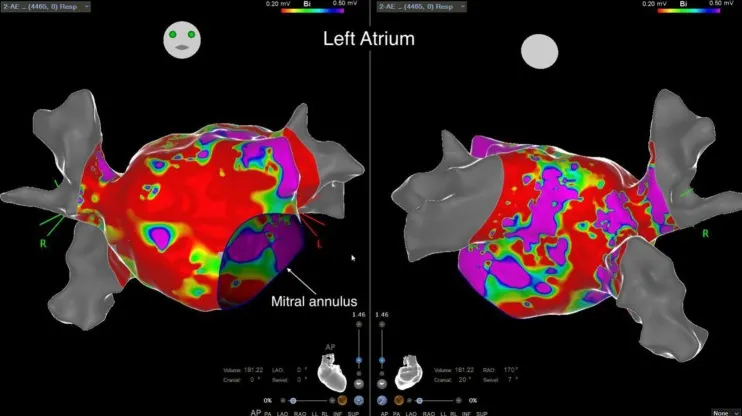 2-AE ... (4465, 0) Resp
0.20 mV Bi 0.50 mV
2-AE ... (4465, 0) Resp
0.20 mV Bi 0.50 mV
Left Atrium
R
L
R
Mitral annulus
1.46
1.46
AP
Volume: 181.22 LAO: 0°
Cranial: 0° Swivel: 0°
Volume: 181.22 RAO: 170°
Cranial: 20° Swivel: 7°
0%
0%
AP PA LAO RAO LL RL INF SUP
AP PA LAO RAO LL RL INF SUP
None